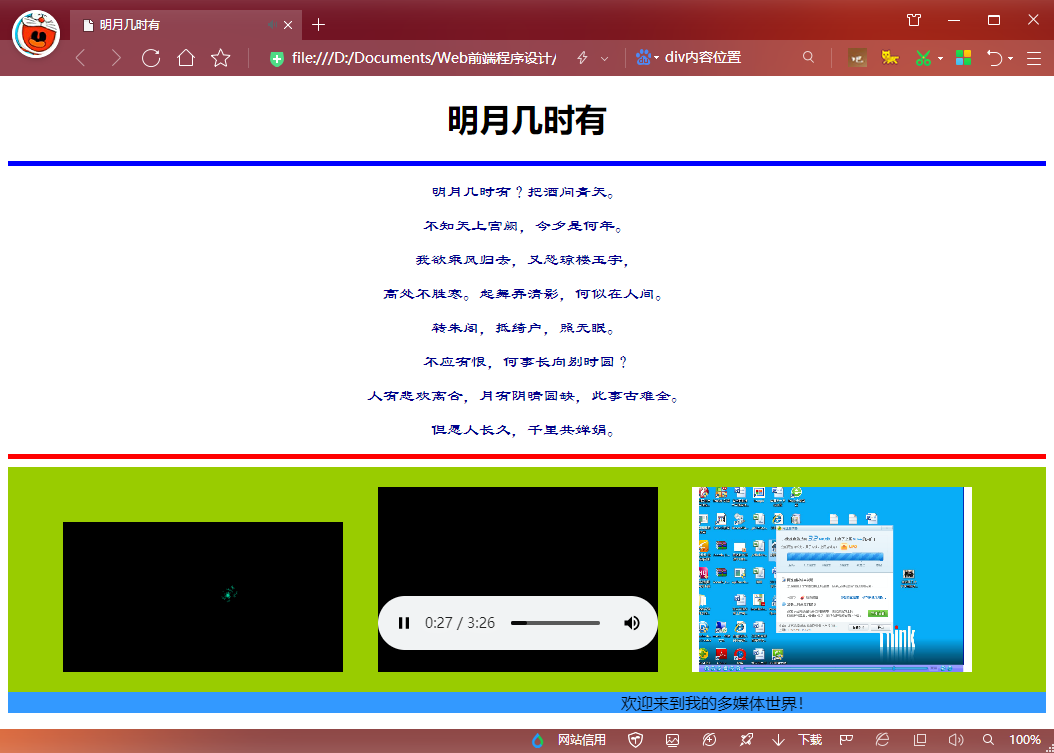 明月几时有
file:///D:/Documents/Web前端程序设计/
div内容位置
明月几时有
明月几时有？把酒问青天。
不知天上宫阙，今夕是何年。
我欲乘风归去，又恐琼楼玉宇，
高处不胜寒。起舞弄清影，何似在人间。
转朱阁，抵绮户，照无眠。
不应有恨，何事长向别时圆？
人有悲欢离合，月有阴晴圆缺，此事古难全。
但愿人长久，千里共婵娟。
0:27 / 3:26
Think
欢迎来到我的多媒体世界！
网站信用
下载
100%